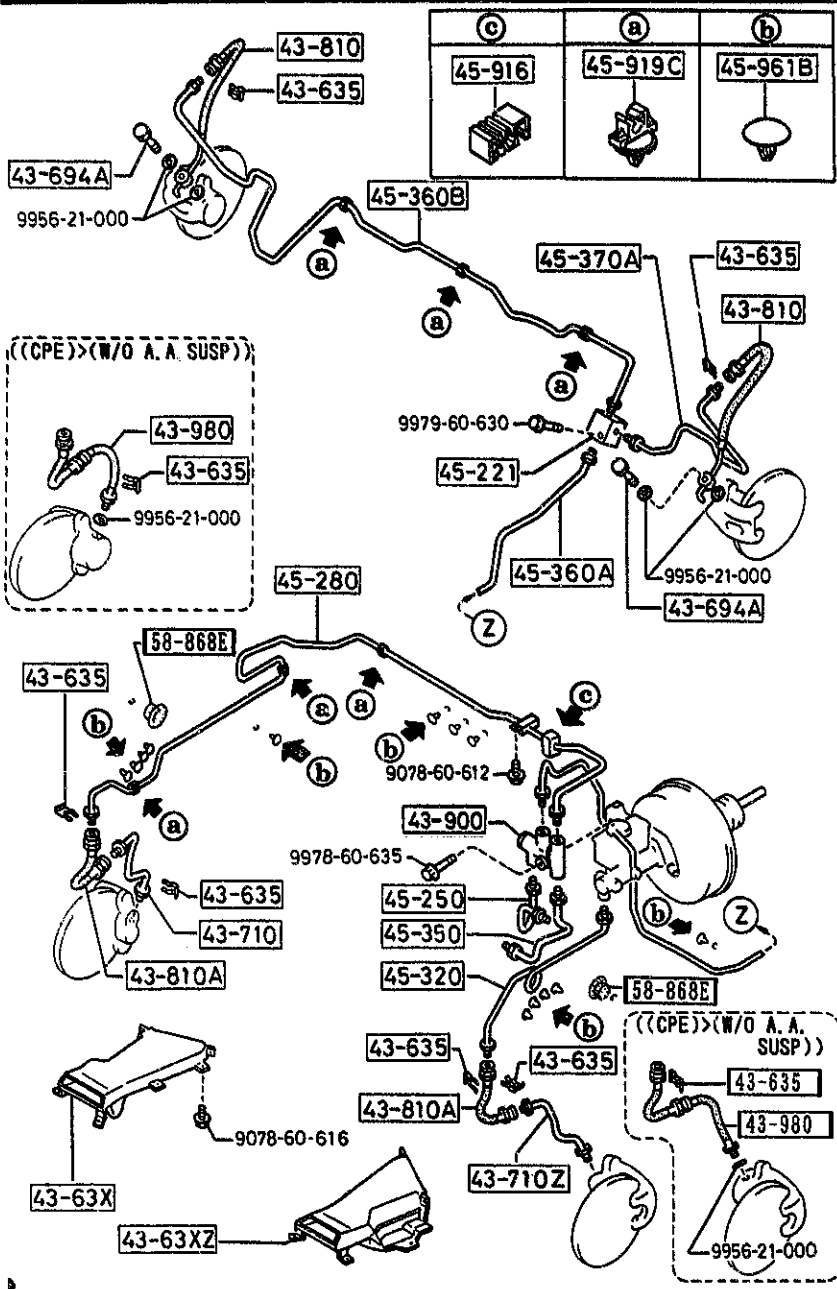 c a b
45-916 45-919C 45-961B
43-810
43-635
43-694A
9956-21-000
45-360B
a
a
a
45-370A
43-635
43-810
9979-60-630
45-221
45-360A
Z
9956-21-000
43-694A
((CPE)>(W/O A.A SUSP))
43-980
43-635
9956-21-000
45-280
58-868E
43-635
b
a
a
a
b
b
c
9078-60-612
43-900
9978-60-635
43-635
43-710
43-810A
45-250
45-350
45-320
b
Z
58-868E
b
43-635
43-635
43-810A
43-710Z
((CPE)>(W/O A.A.
SUSP))
43-635
43-980
9956-21-000
9078-60-616
43-63X
43-63XZ